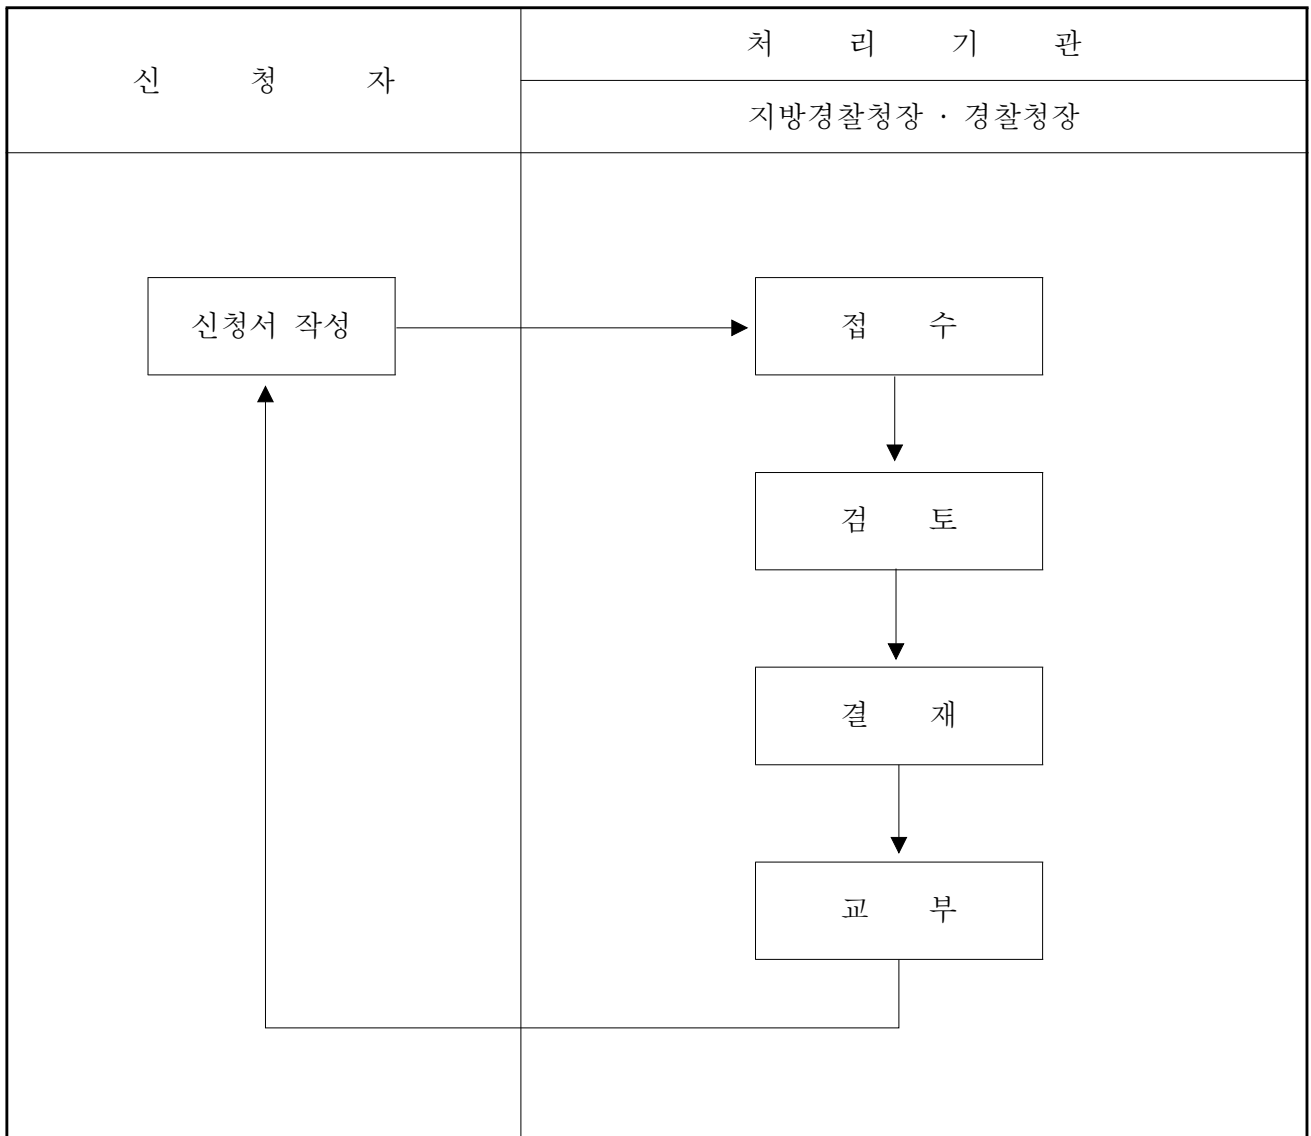 신 청 자
처 리 기 관
지방경찰청장 · 경찰청장
신청서 작성
접 수
검 토
결 재
교 부